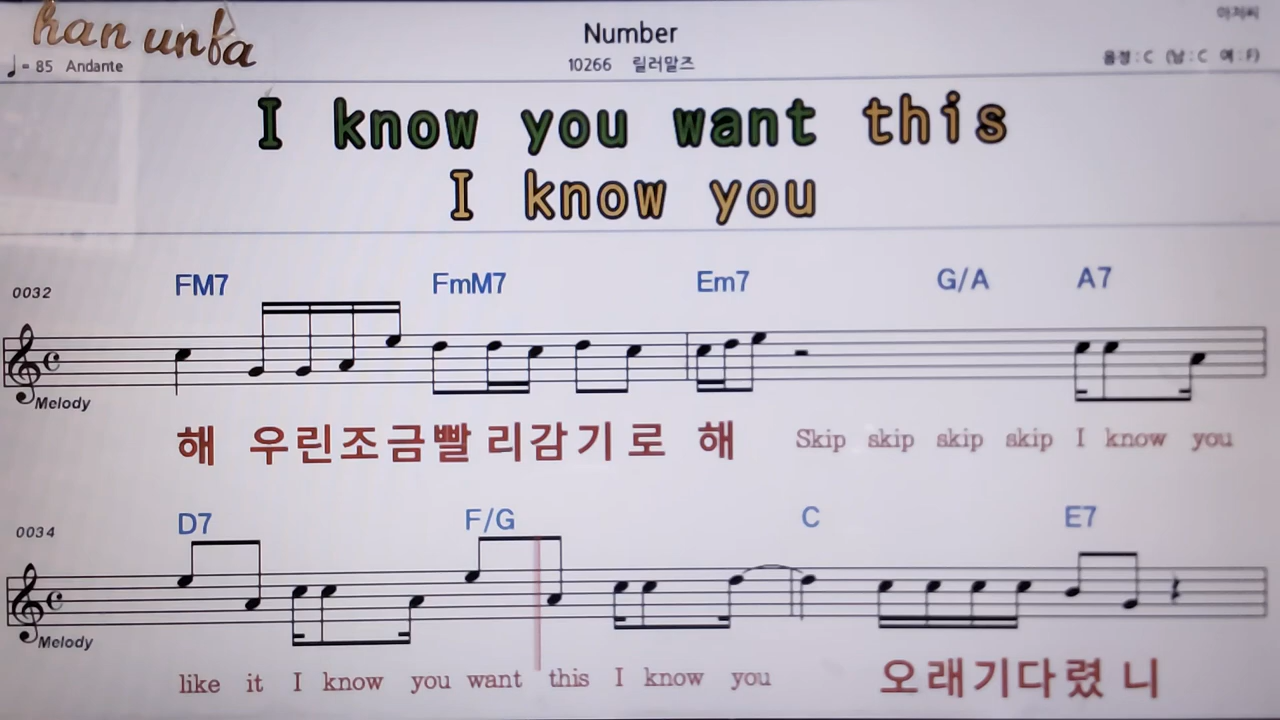 han unfa
Number
아저씨
♩= 85 Andante
10266 릴러말즈
음정 : C (남 : C 여 : F)
I know you want this
I know you
0032
FM7 FmM7 Em7 G/A A7
Melody
해 우린조금빨 리감기 로 해 Skip skip skip skip I know you
0034
D7 F/G C E7
Melody
like it I know you want this I know you 오래기다렸 니